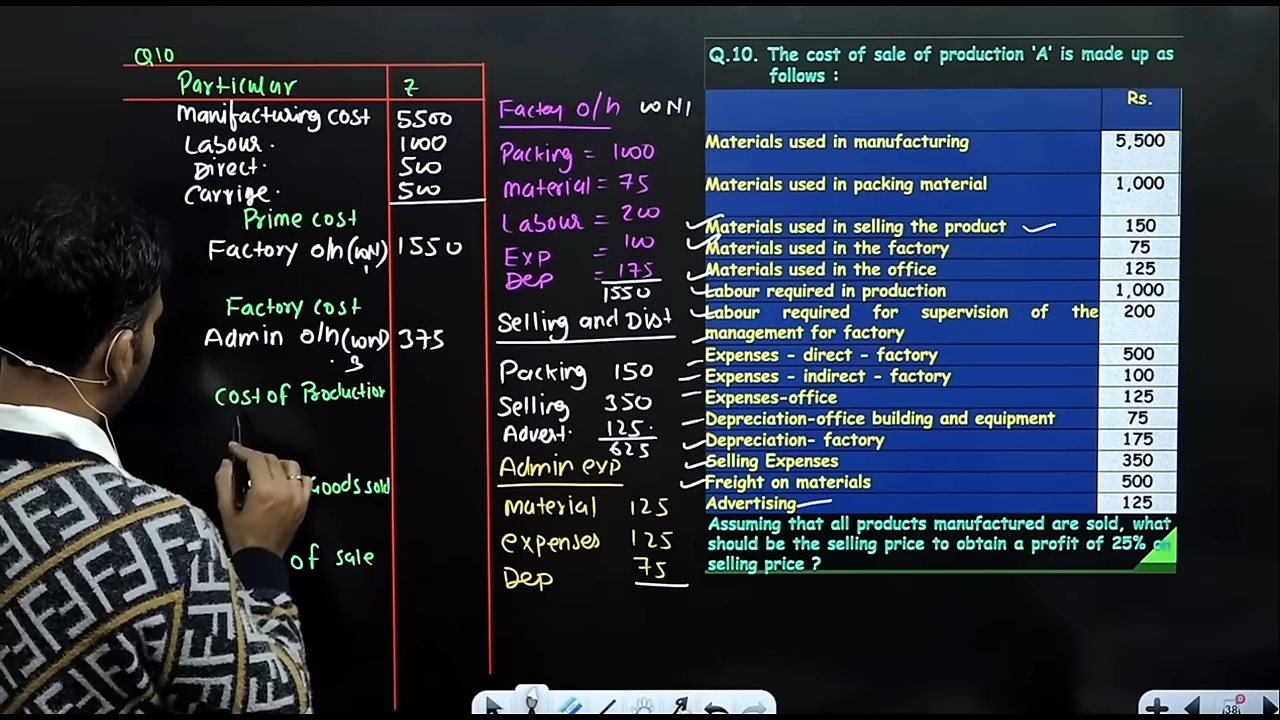 Q10
Particular ₹
Manufacturing cost 5500
Labour. 1000
Direct. 500
Carrige. 500
Prime cost
Factory o/h (WN) 1550
1
Factory cost
Admin o/h (WN) 375
3
Cost of Production
Goods sold
of sale
Factory o/h WN1
Packing = 1000
material = 75
Labour = 200
Exp = 100
Dep = 175
1550
Selling and Dist
Packing 150
Selling 350
Advert. 125.
625
Admin exp
material 125
expenses 125
Dep 75
Q.10. The cost of sale of production ‘A’ is made up as
follows :
Rs.
Materials used in manufacturing 5,500
Materials used in packing material 1,000
Materials used in selling the product 150
Materials used in the factory 75
Materials used in the office 125
Labour required in production 1,000
Labour required for supervision of the 200
management for factory
Expenses - direct - factory 500
Expenses - indirect - factory 100
Expenses-office 125
Depreciation-office building and equipment 75
Depreciation- factory 175
Selling Expenses 350
Freight on materials 500
Advertising 125
Assuming that all products manufactured are sold, what
should be the selling price to obtain a profit of 25% on
selling price ?
38